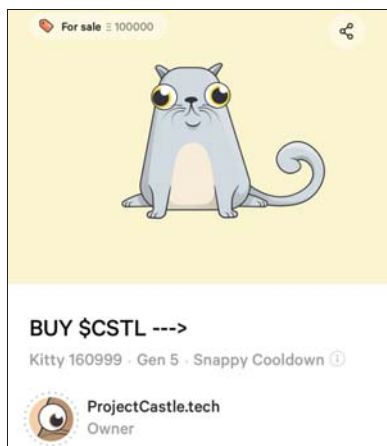 For sale Ξ 100000
BUY $CSTL --->
Kitty 160999 · Gen 5 · Snappy Cooldown ⓘ
ProjectCastle.tech
Owner